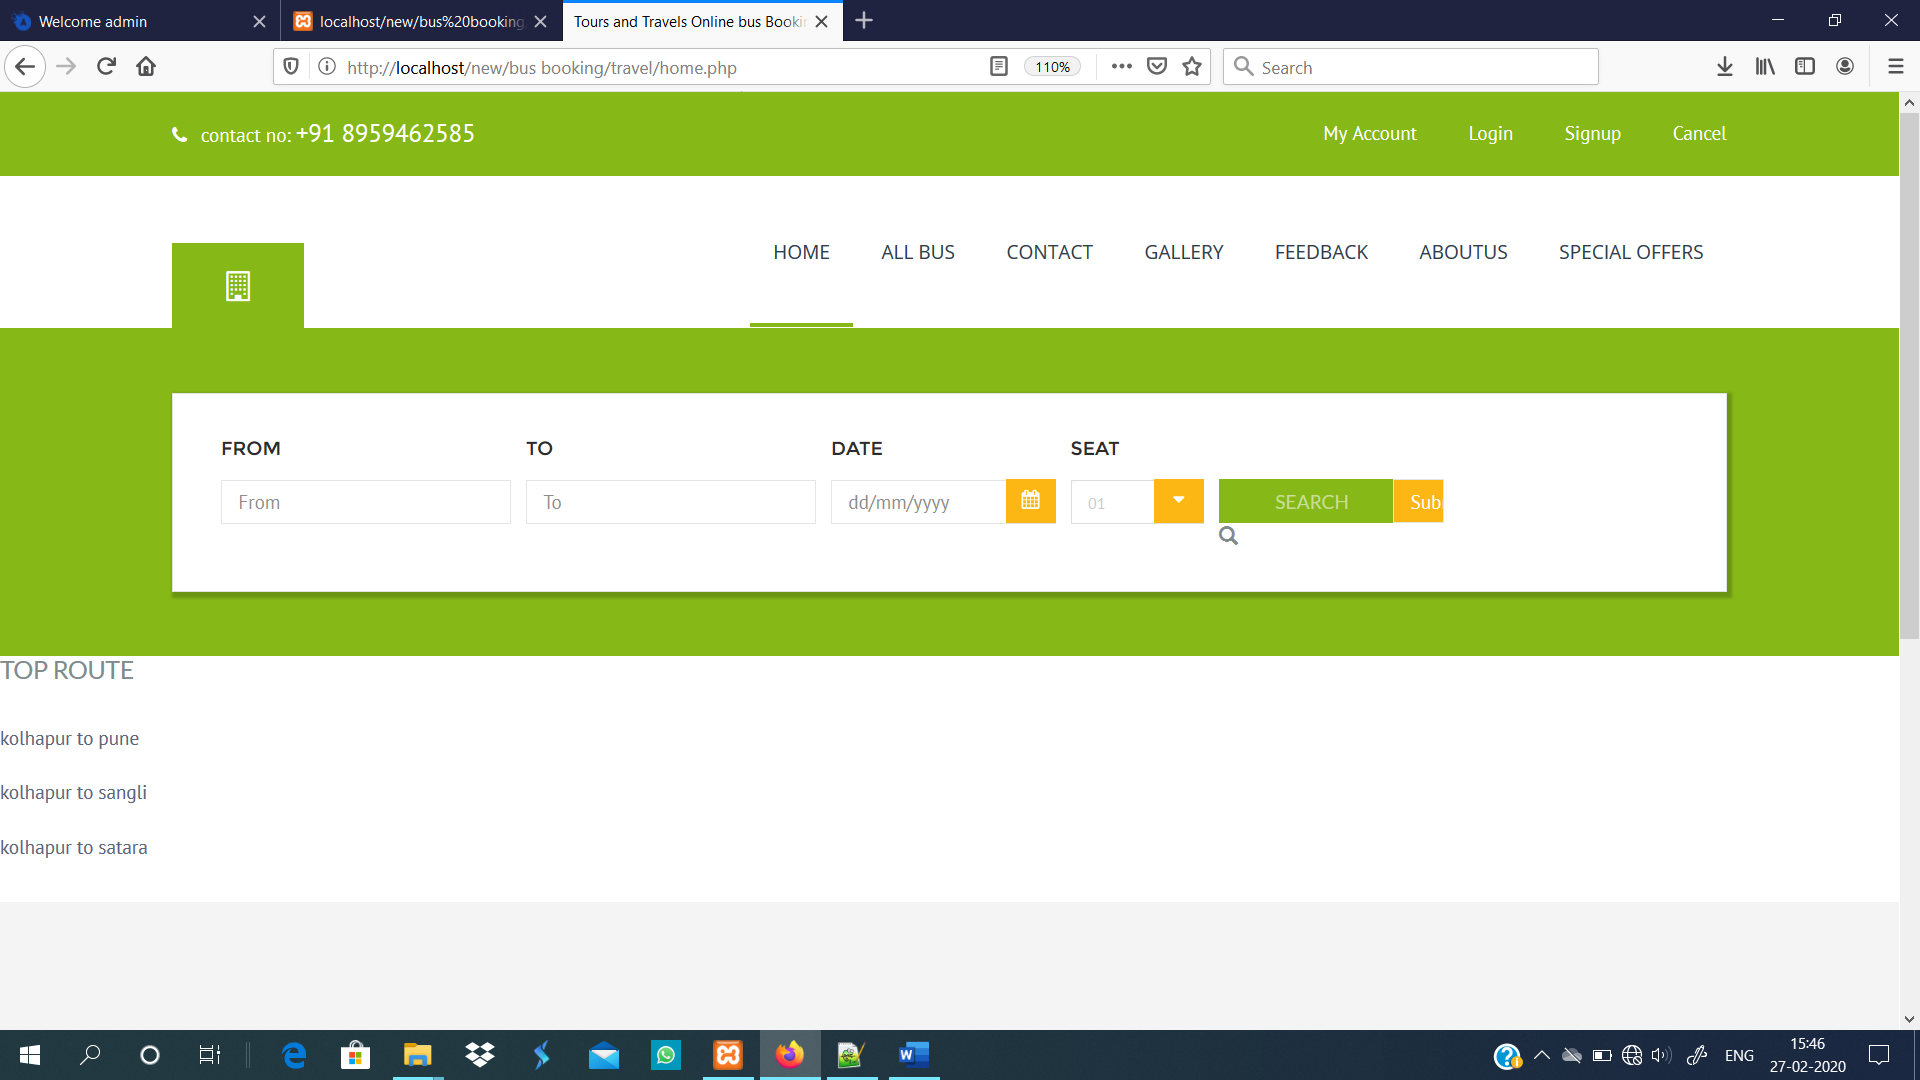 Welcome admin
localhost/new/bus%20booking
Tours and Travels Online bus Bookin
http://localhost/new/bus booking/travel/home.php
110%
Search
contact no: +91 8959462585
My Account
Login
Signup
Cancel
HOME
ALL BUS
CONTACT
GALLERY
FEEDBACK
ABOUTUS
SPECIAL OFFERS
FROM
TO
DATE
SEAT
From
To
dd/mm/yyyy
01
SEARCH
Sub
TOP ROUTE
kolhapur to pune
kolhapur to sangli
kolhapur to satara
ENG
15:46
27-02-2020